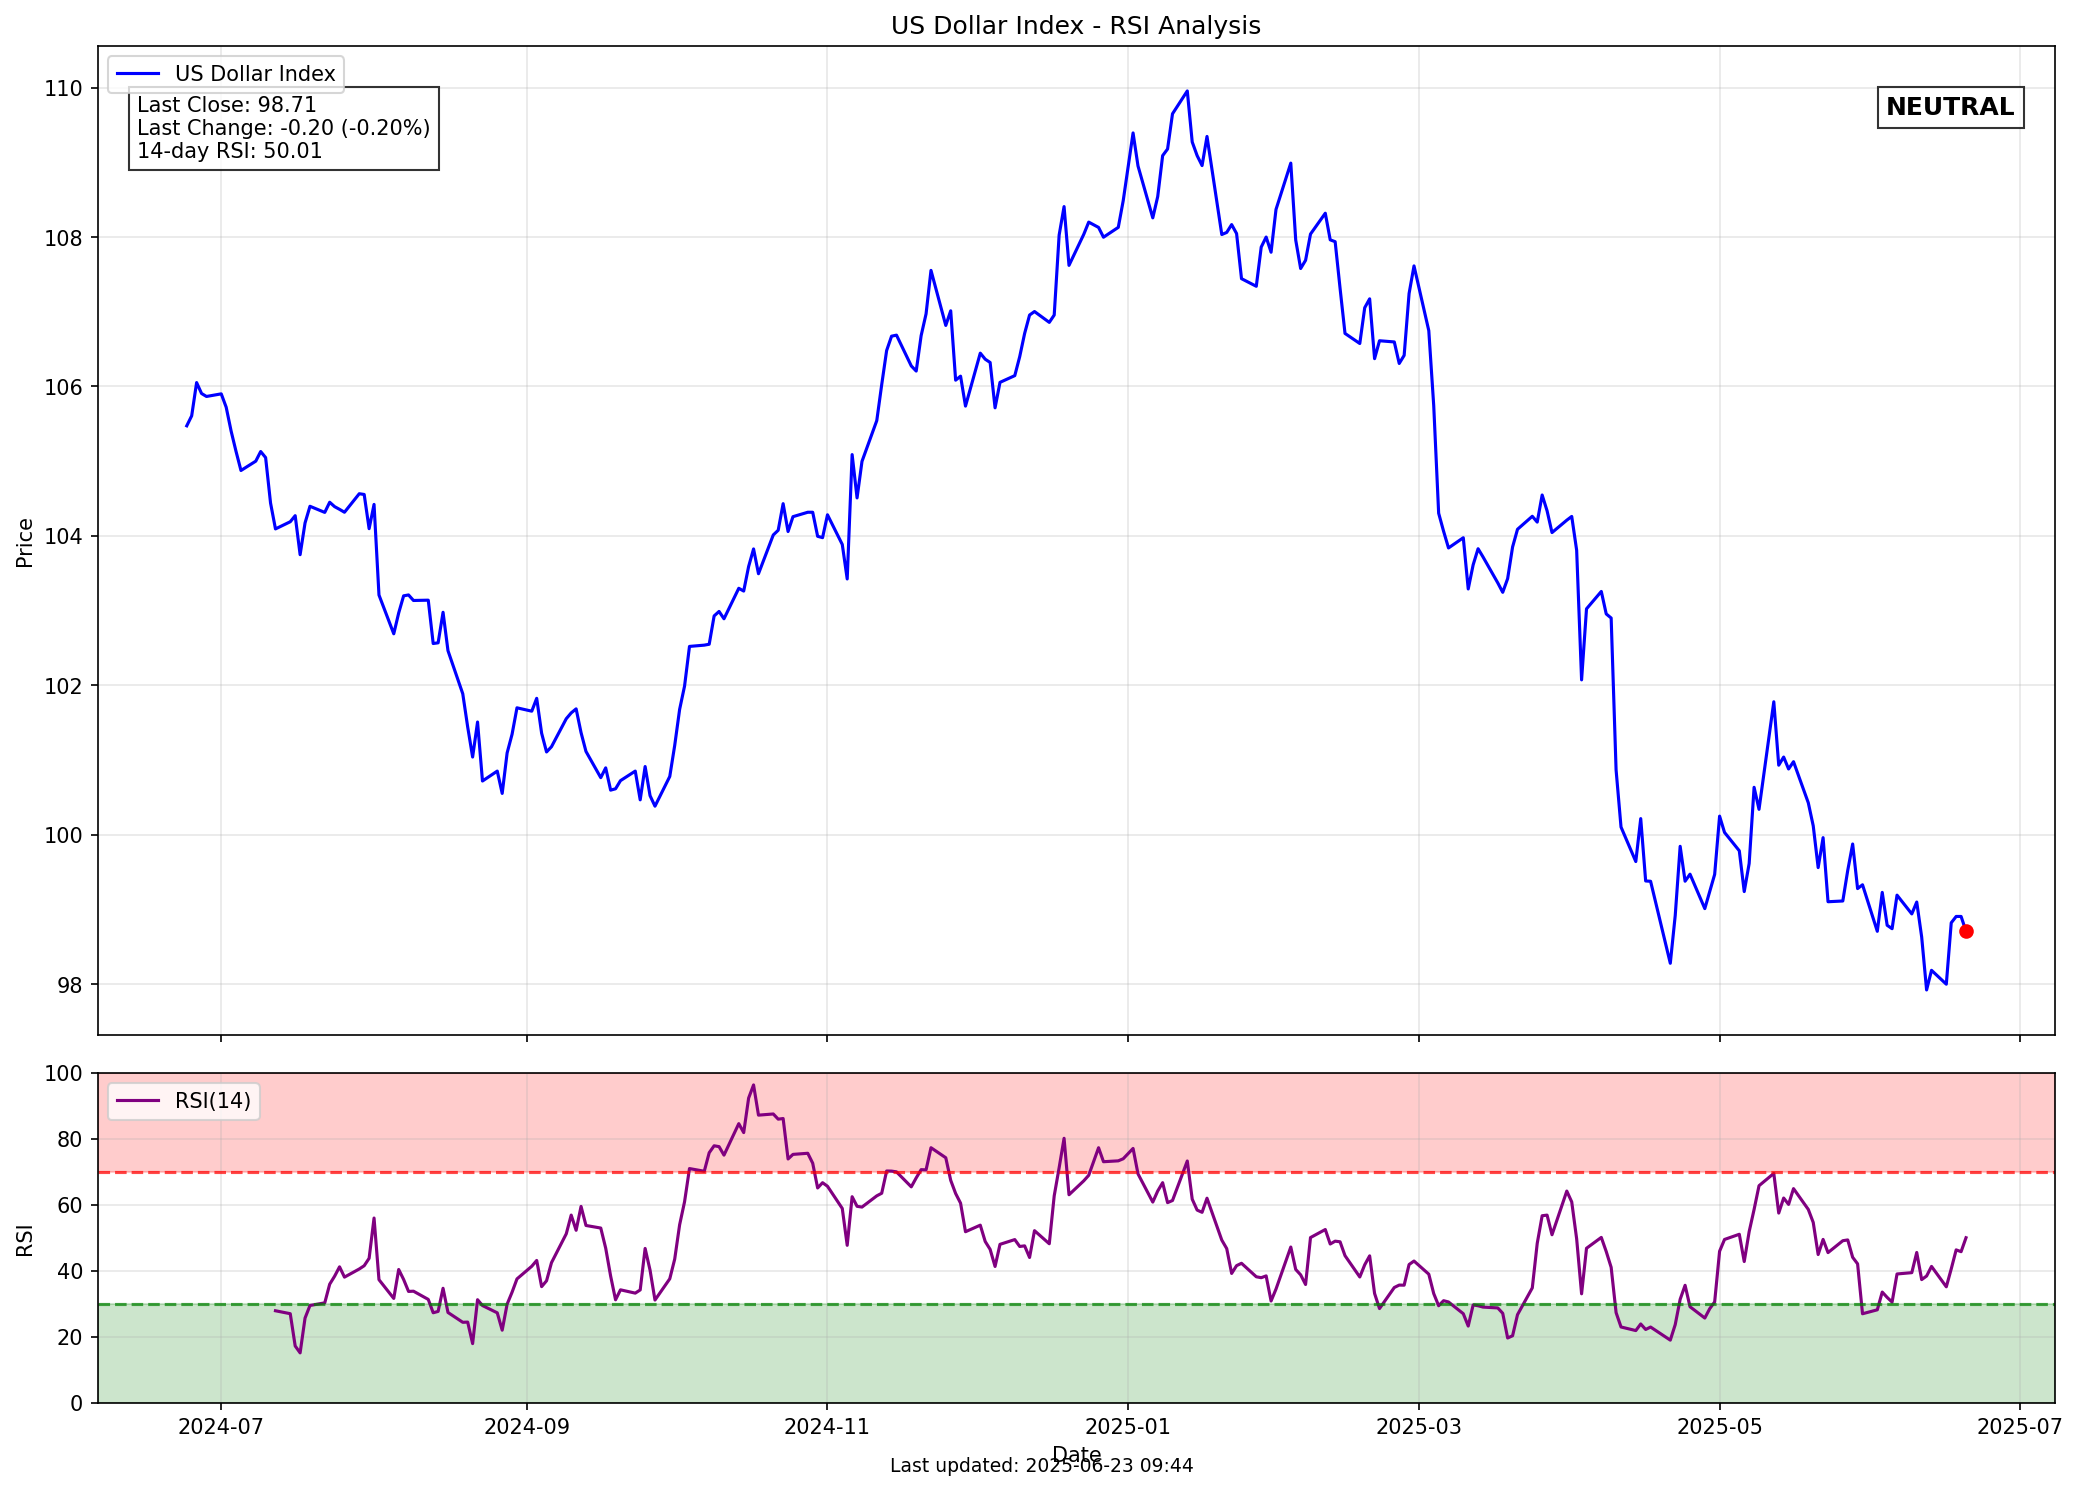 US Dollar Index - RSI Analysis
US Dollar Index
Last Close: 98.71
Last Change: -0.20 (-0.20%)
14-day RSI: 50.01
NEUTRAL
Price
110
108
106
104
102
100
98
RSI(14)
RSI
100
80
60
40
20
0
2024-07
2024-09
2024-11
2025-01
2025-03
2025-05
2025-07
Date
Last updated: 2025-06-23 09:44